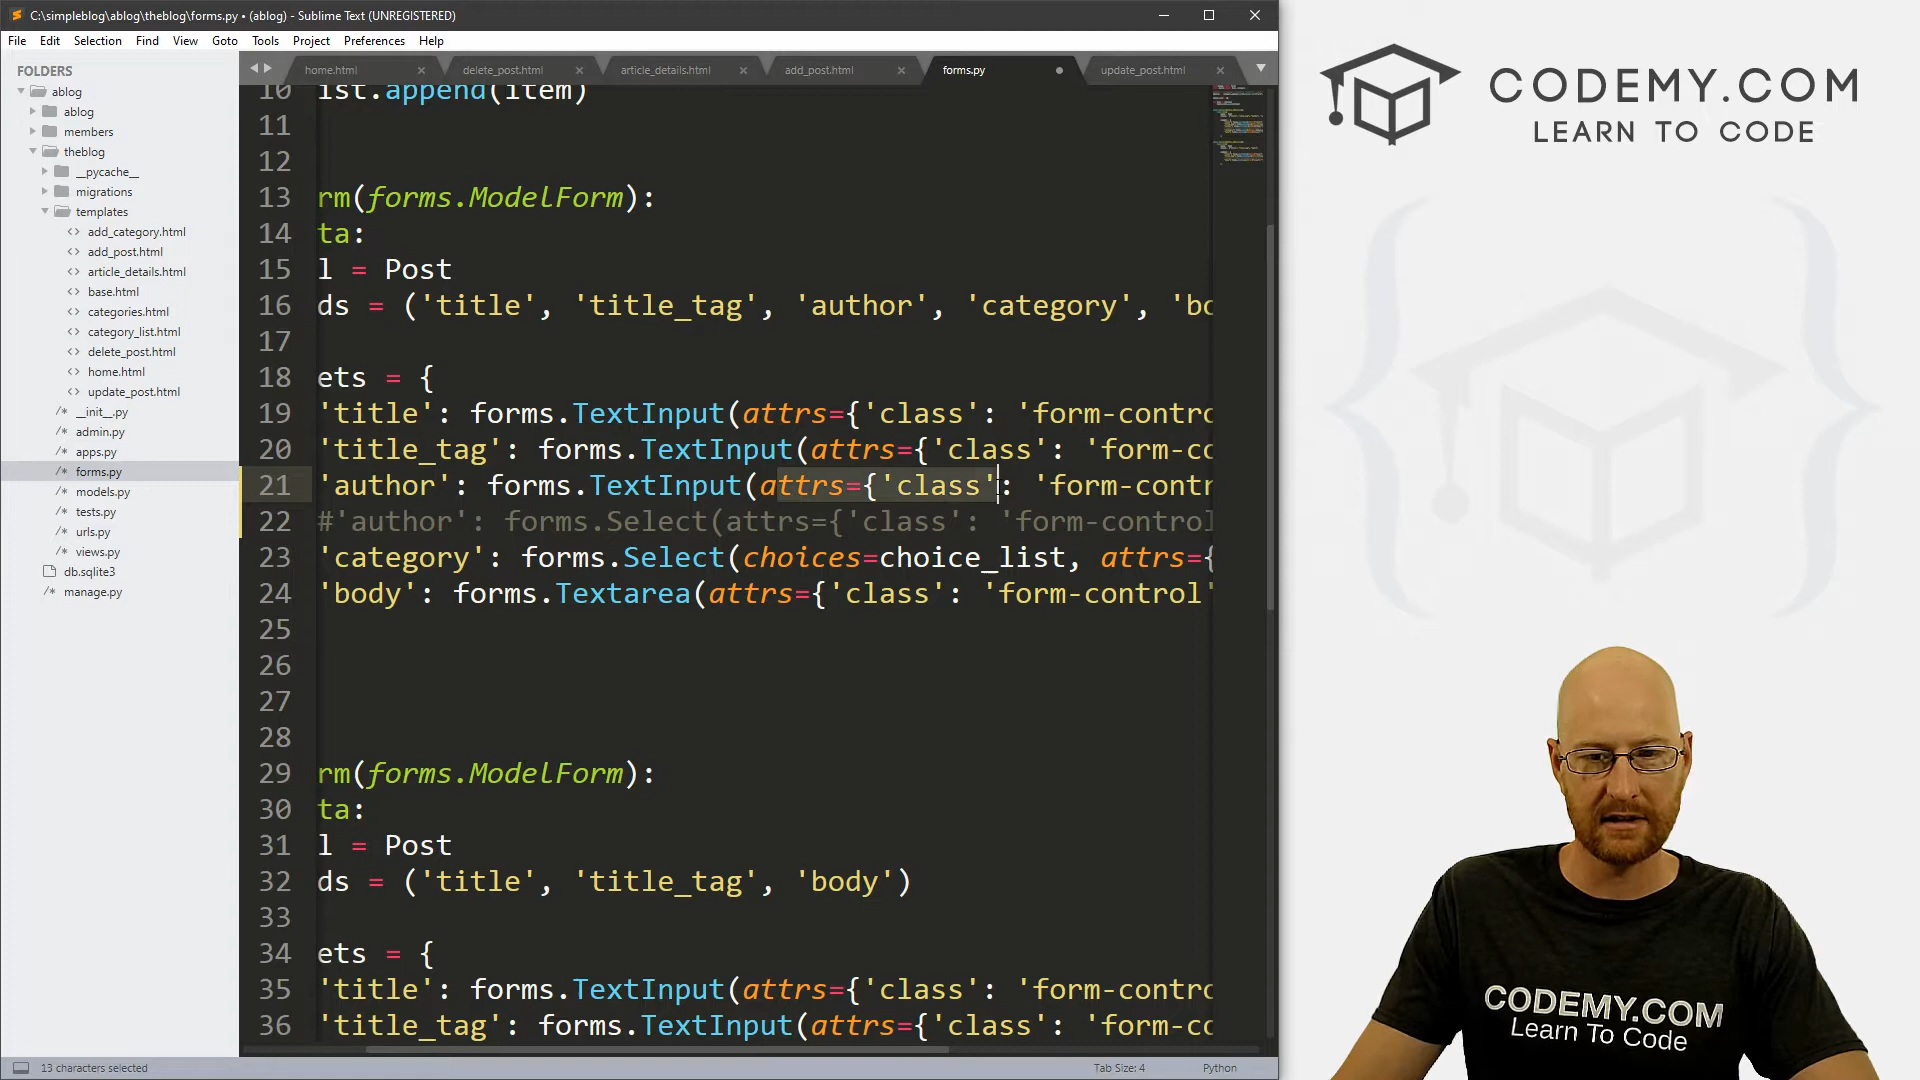 C:\simpleblog\ablog\theblog\forms.py • (ablog) - Sublime Text (UNREGISTERED)
File Edit Selection Find View Goto Tools Project Preferences Help
FOLDERS
ablog
ablog
members
theblog
__pycache__
migrations
templates
add_category.html
add_post.html
article_details.html
base.html
categories.html
category_list.html
delete_post.html
home.html
update_post.html
__init__.py
admin.py
apps.py
forms.py
models.py
tests.py
urls.py
views.py
db.sqlite3
manage.py
home.html delete_post.html article_details.html add_post.html forms.py update_post.html
10 ist.append(item)
11
12
13 rm(forms.ModelForm):
14 ta:
15 l = Post
16 ds = ('title', 'title_tag', 'author', 'category', 'bo
17
18 ets = {
19 'title': forms.TextInput(attrs={'class': 'form-contro
20 'title_tag': forms.TextInput(attrs={'class': 'form-co
21 'author': forms.TextInput(attrs={'class': 'form-contr
22 #'author': forms.Select(attrs={'class': 'form-control
23 'category': forms.Select(choices=choice_list, attrs={
24 'body': forms.Textarea(attrs={'class': 'form-control'
25
26
27
28
29 rm(forms.ModelForm):
30 ta:
31 l = Post
32 ds = ('title', 'title_tag', 'body')
33
34 ets = {
35 'title': forms.TextInput(attrs={'class': 'form-contro
36 'title_tag': forms.TextInput(attrs={'class': 'form-co
13 characters selected
Tab Size: 4
Python
CODEMY.COM
LEARN TO CODE
CODEMY.COM
Learn To Code